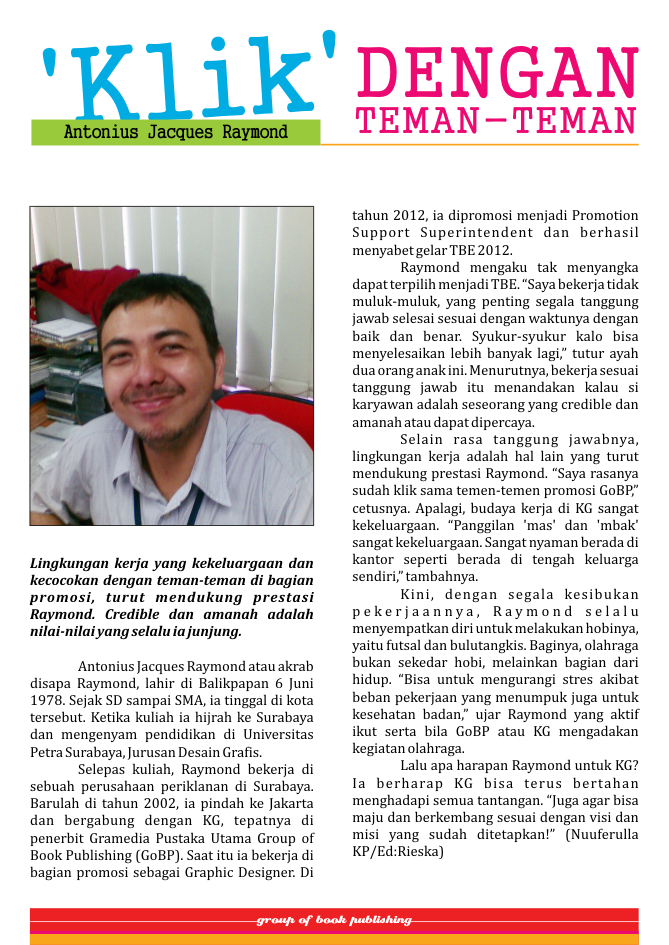 'Klik' DENGAN
TEMAN-TEMAN
Antonius Jacques Raymond
Lingkungan kerja yang kekeluargaan dan
kecocokan dengan teman-teman di bagian
promosi, turut mendukung prestasi
Raymond. Credible dan amanah adalah
nilai-nilai yang selalu ia junjung.
Antonius Jacques Raymond atau akrab
disapa Raymond, lahir di Balikpapan 6 Juni
1978. Sejak SD sampai SMA, ia tinggal di kota
tersebut. Ketika kuliah ia hijrah ke Surabaya
dan mengenyam pendidikan di Universitas
Petra Surabaya, Jurusan Desain Grafis.
Selepas kuliah, Raymond bekerja di
sebuah perusahaan periklanan di Surabaya.
Barulah di tahun 2002, ia pindah ke Jakarta
dan bergabung dengan KG, tepatnya di
penerbit Gramedia Pustaka Utama Group of
Book Publishing (GoBP). Saat itu ia bekerja di
bagian promosi sebagai Graphic Designer. Di
tahun 2012, ia dipromosi menjadi Promotion
Support Superintendent dan berhasil
menyabet gelar TBE 2012.
Raymond mengaku tak menyangka
dapat terpilih menjadi TBE. “Saya bekerja tidak
muluk-muluk, yang penting segala tanggung
jawab selesai sesuai dengan waktunya dengan
baik dan benar. Syukur-syukur kalo bisa
menyelesaikan lebih banyak lagi,” tutur ayah
dua orang anak ini. Menurutnya, bekerja sesuai
tanggung jawab itu menandakan kalau si
karyawan adalah seseorang yang credible dan
amanah atau dapat dipercaya.
Selain rasa tanggung jawabnya,
lingkungan kerja adalah hal lain yang turut
mendukung prestasi Raymond. “Saya rasanya
sudah klik sama temen-temen promosi GoBP,”
cetusnya. Apalagi, budaya kerja di KG sangat
kekeluargaan. “Panggilan 'mas' dan 'mbak'
sangat kekeluargaan. Sangat nyaman berada di
kantor seperti berada di tengah keluarga
sendiri,” tambahnya.
Kini, dengan segala kesibukan
pekerjaannya, Raymond selalu
menyempatkan diri untuk melakukan hobinya,
yaitu futsal dan bulutangkis. Baginya, olahraga
bukan sekedar hobi, melainkan bagian dari
hidup. “Bisa untuk mengurangi stres akibat
beban pekerjaan yang menumpuk juga untuk
kesehatan badan,” ujar Raymond yang aktif
ikut serta bila GoBP atau KG mengadakan
kegiatan olahraga.
Lalu apa harapan Raymond untuk KG?
Ia berharap KG bisa terus bertahan
menghadapi semua tantangan. “Juga agar bisa
maju dan berkembang sesuai dengan visi dan
misi yang sudah ditetapkan!” (Nuuferulla
KP/Ed:Rieska)
group of book publishing